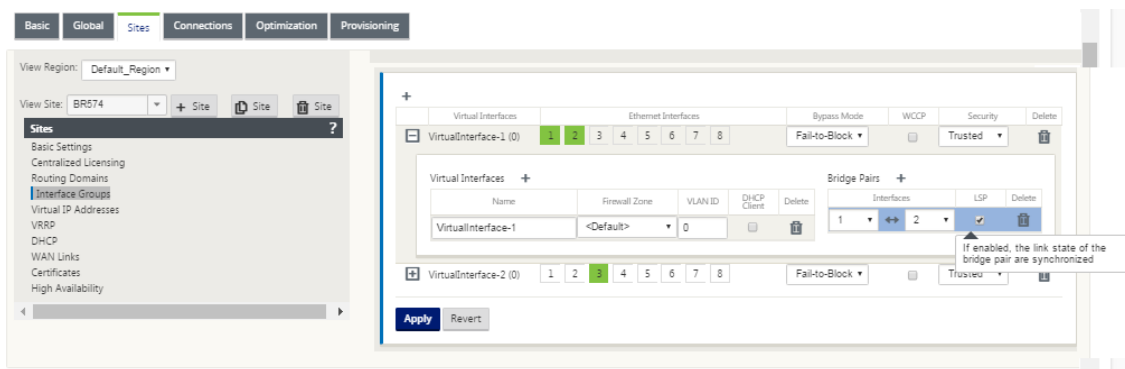 Basic Global Sites Connections Optimization Provisioning
View Region: Default_Region
View Site: BR574 + Site Site Site
Sites ?
Basic Settings
Centralized Licensing
Routing Domains
Interface Groups
Virtual IP Addresses
VRRP
DHCP
WAN Links
Certificates
High Availability
+
Virtual Interfaces Ethernet Interfaces Bypass Mode WCCP Security Delete
VirtualInterface-1 (0) 1 2 3 4 5 6 7 8 Fail-to-Block Trusted
Virtual Interfaces + Bridge Pairs +
Name Firewall Zone VLAN ID DHCP Client Delete Interfaces LSP Delete
VirtualInterface-1 <Default> 0 1 2
If enabled, the link state of the
bridge pair are synchronized
VirtualInterface-2 (0) 1 2 3 4 5 6 7 8 Fail-to-Block Trusted
Apply Revert